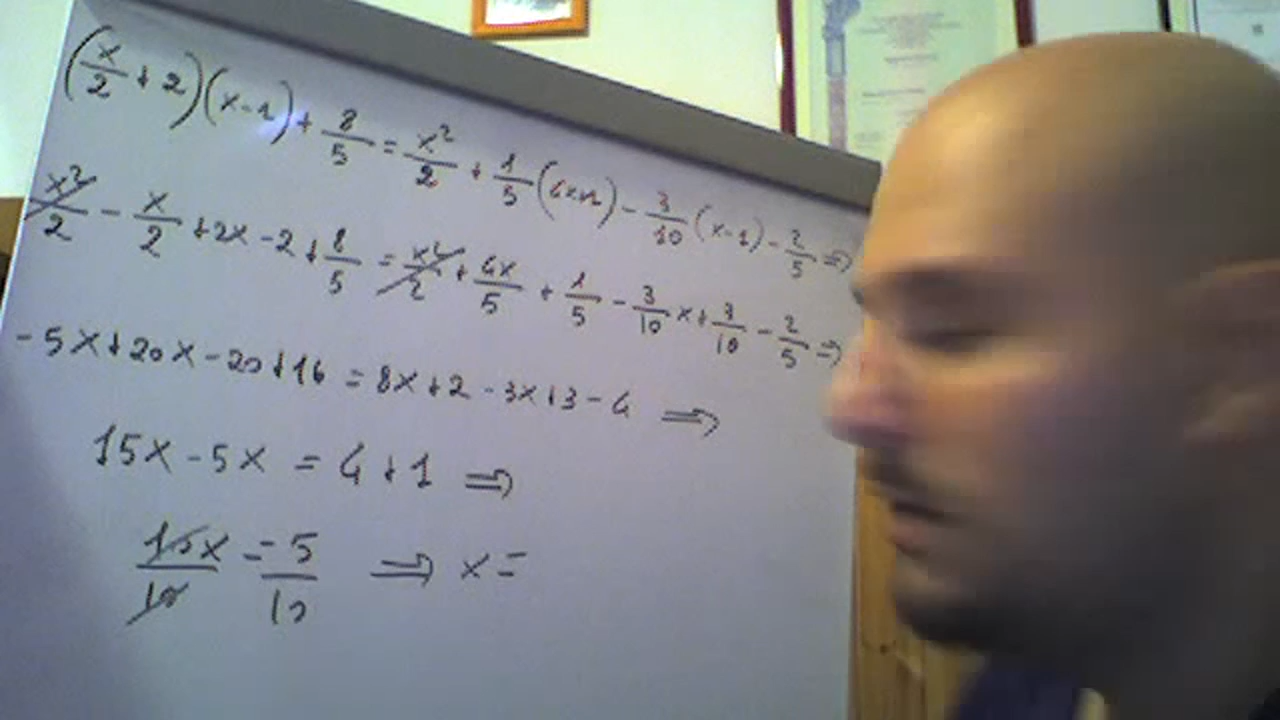 (x/2 + 2)(x-1) + 8/5 = x²/2 + 1/5 (4x+1) - 3/10 (x-1) - 2/5 ⇒
x²/2 - x/2 + 2x - 2 + 8/5 = x²/2 + 4x/5 + 1/5 - 3/10 x + 3/10 - 2/5 ⇒
-5x + 20x - 20 + 16 = 8x + 2 - 3x + 3 - 4 ⇒
15x - 5x = 4 + 1 ⇒
10x/10 = 5/10 ⇒ x =